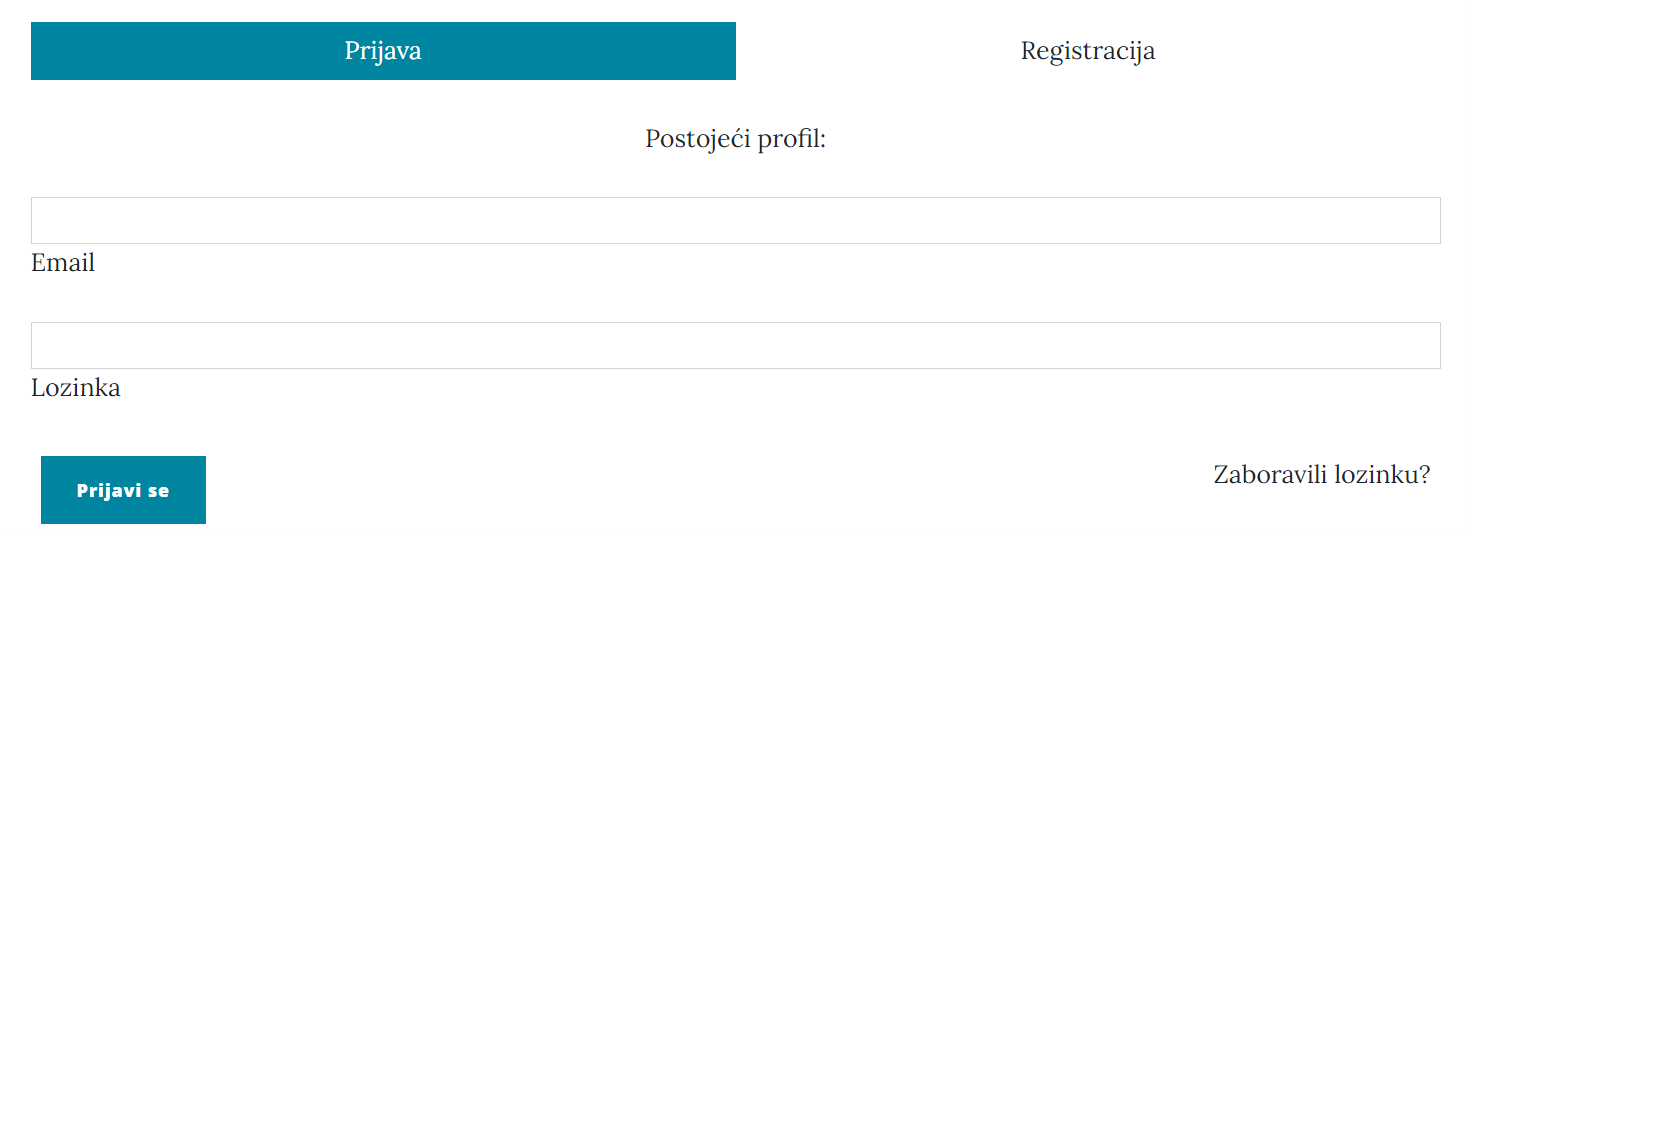 Prijava
Registracija
Postojeći profil:
Email
Lozinka
Prijavi se
Zaboravili lozinku?